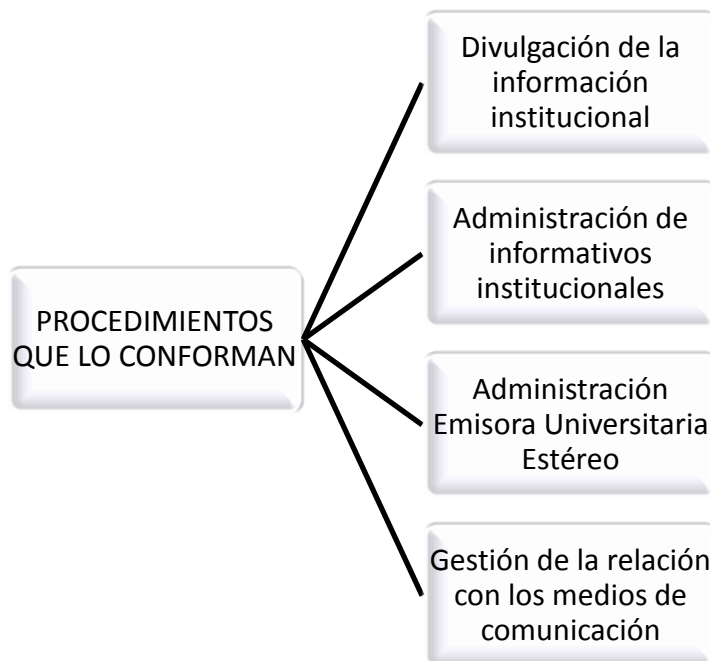 PROCEDIMIENTOS
QUE LO CONFORMAN
Divulgación de la
información
institucional
Administración de
informativos
institucionales
Administración
Emisora Universitaria
Estéreo
Gestión de la relación
con los medios de
comunicación